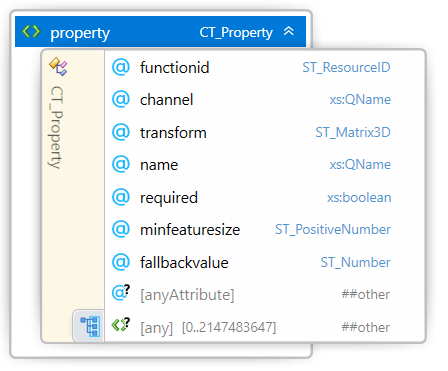 property CT_Property
CT_Property
functionid ST_ResourceID
channel xs:QName
transform ST_Matrix3D
name xs:QName
required xs:boolean
minfeaturesize ST_PositiveNumber
fallbackvalue ST_Number
[anyAttribute] ##other
[any] [0..2147483647] ##other